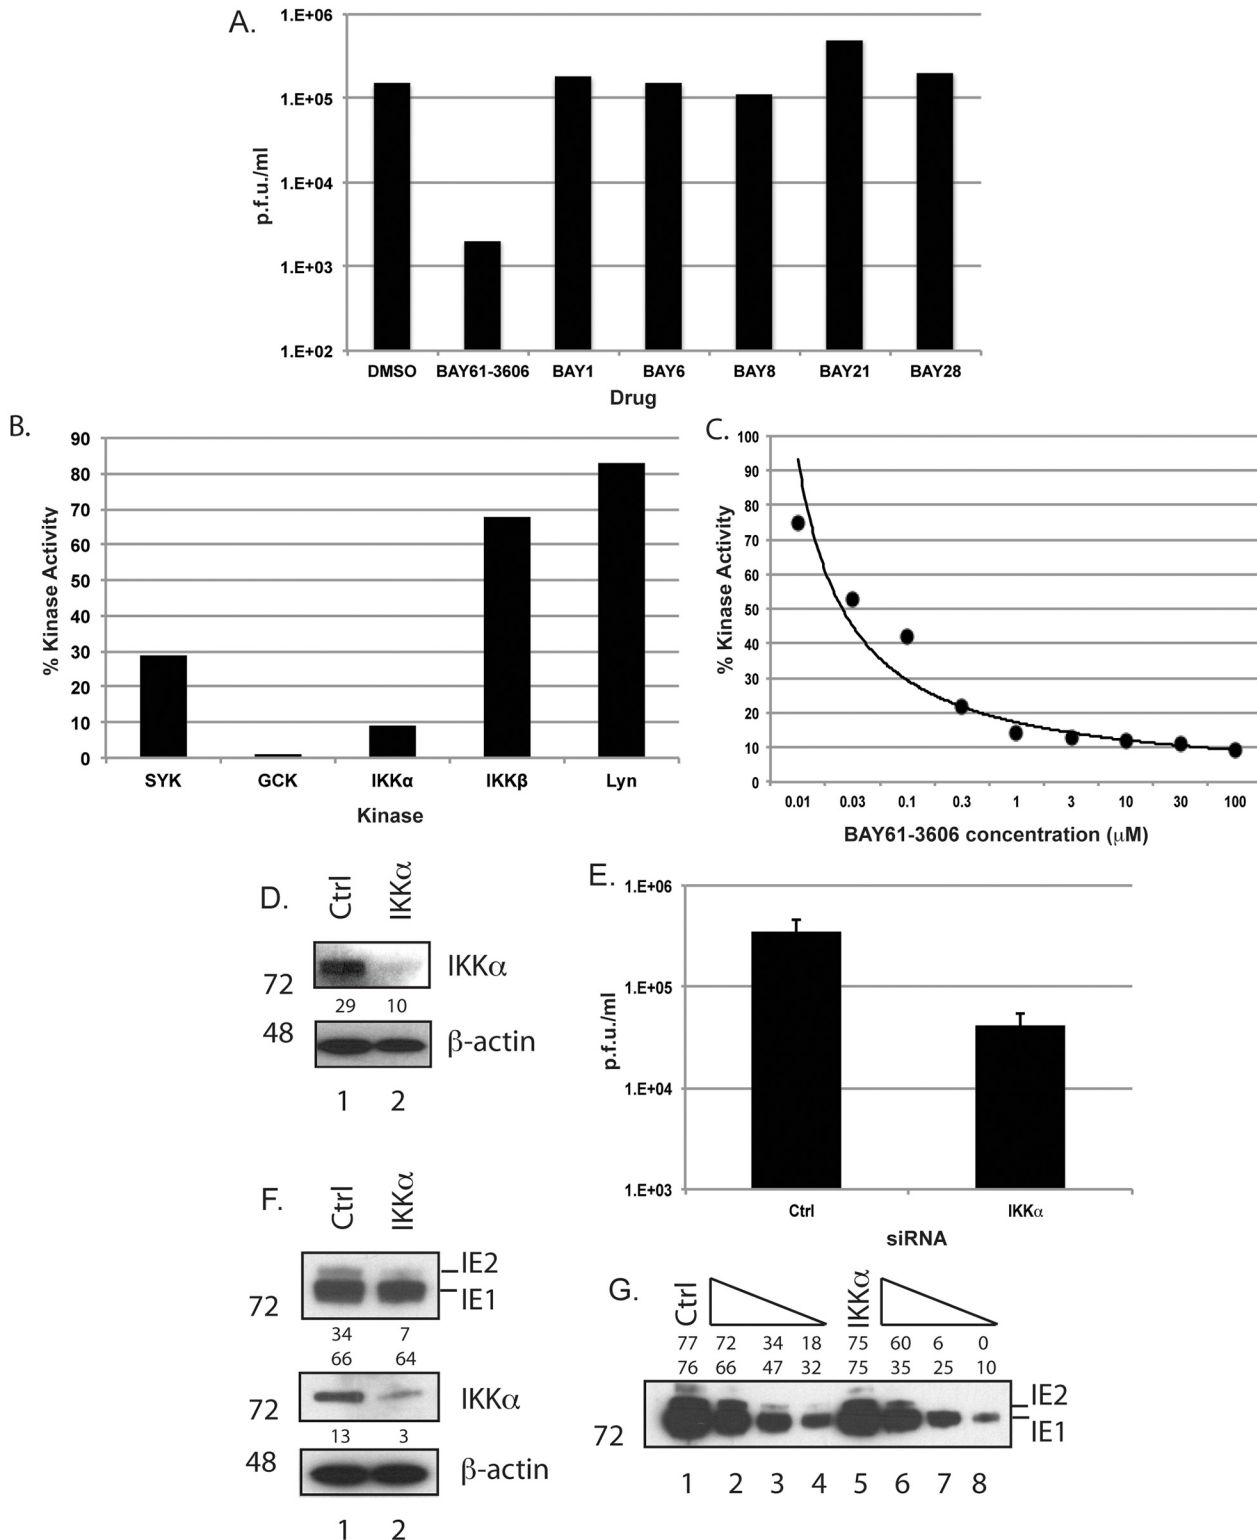 A.
1.E+06
1.E+05
1.E+04
1.E+03
1.E+02
p.f.u./ml
DMSO BAY61-3606 BAY1 BAY6 BAY8 BAY21 BAY28
Drug
B.
90
80
70
60
50
40
30
20
10
0
% Kinase Activity
SYK GCK IKKα IKKβ Lyn
Kinase
C.
100
90
80
70
60
50
40
30
20
10
0
% Kinase Activity
0.01 0.03 0.1 0.3 1 3 10 30 100
BAY61-3606 concentration (μM)
D.
Ctrl IKKα
72 IKKα
29 10
48 β-actin
1 2
E.
1.E+06
1.E+05
1.E+04
1.E+03
p.f.u./ml
Ctrl IKKα
siRNA
F.
Ctrl IKKα
IE2
72 IE1
34 7
66 64
72 IKKα
13 3
48 β-actin
1 2
G.
Ctrl IKKα
77 72 34 18 75 60 6 0
76 66 47 32 75 35 25 10
IE2
72 IE1
1 2 3 4 5 6 7 8